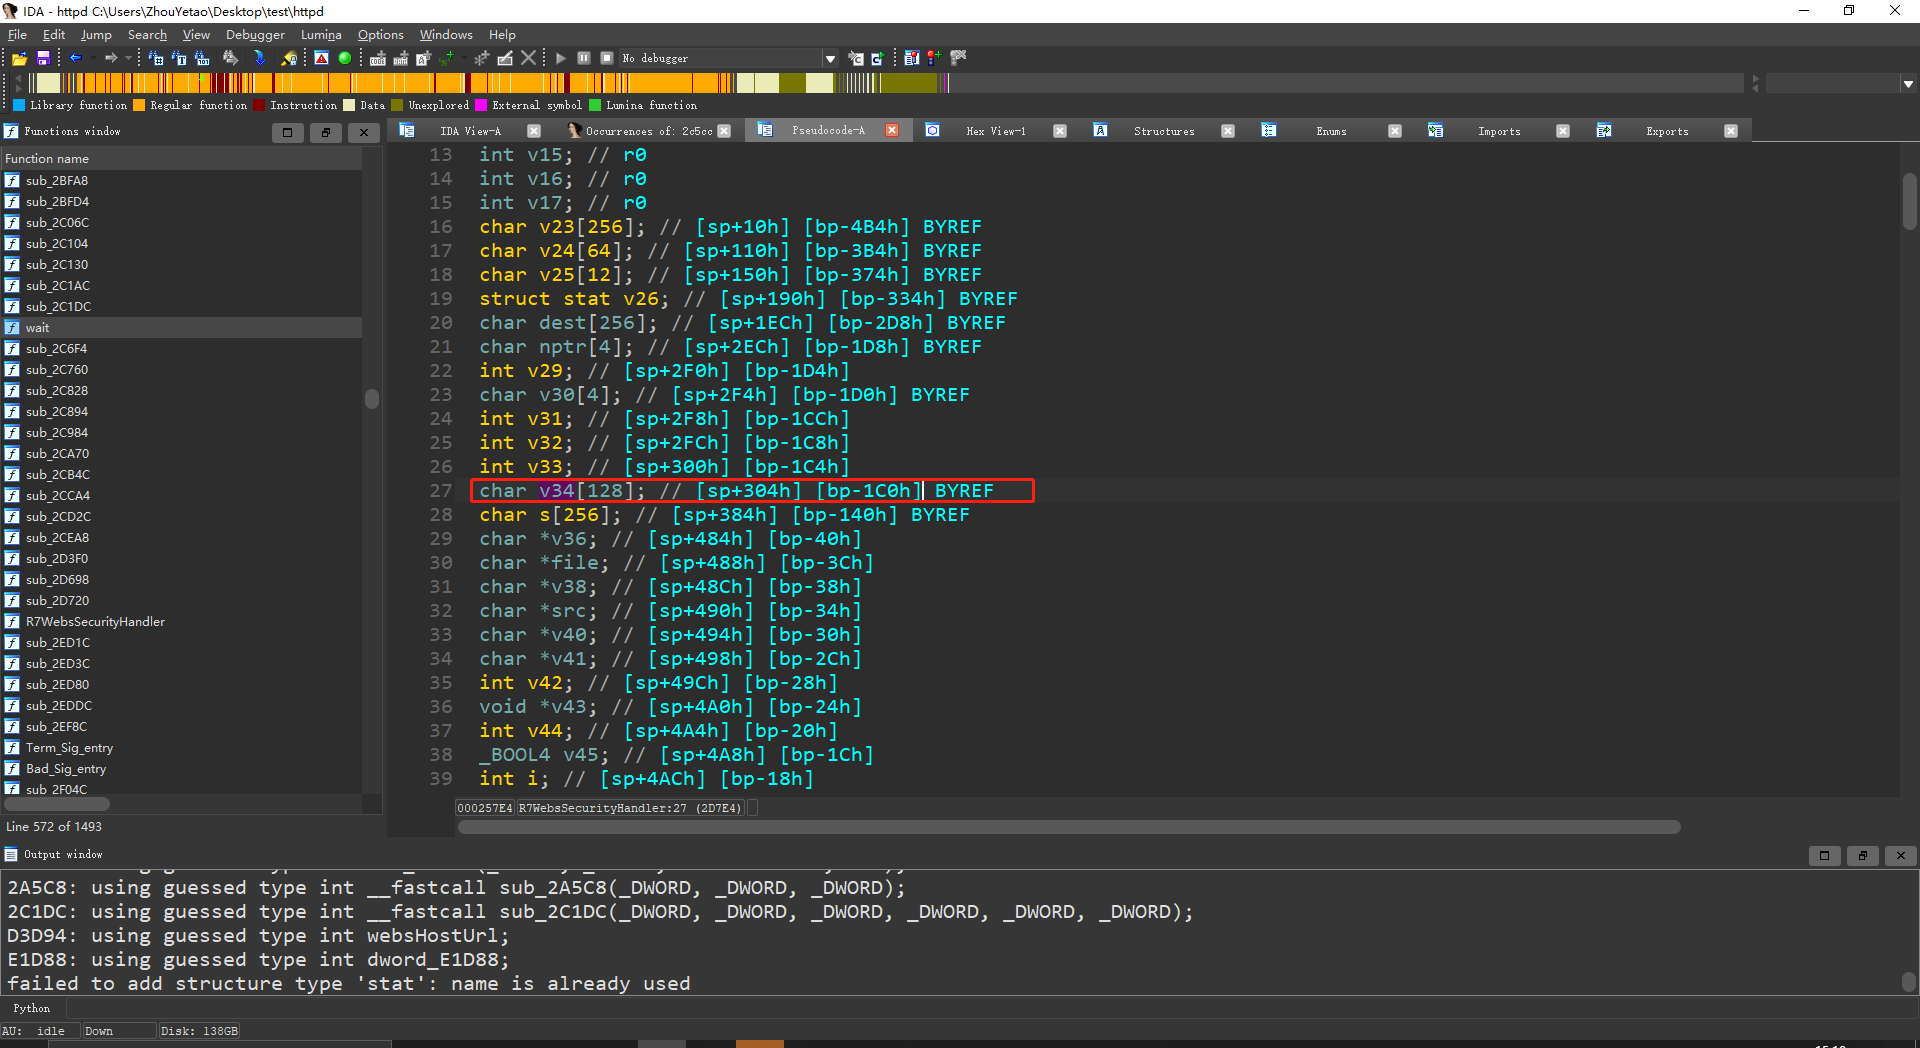 IDA - httpd C:\Users\ZhouYetao\Desktop\test\httpd
File Edit Jump Search View Debugger Lumina Options Windows Help
No debugger
Library function Regular function Instruction Data Unexplored External symbol Lumina function
Functions window
IDA View-A Occurrences of: 2c5cc Pseudocode-A Hex View-1 Structures Enums Imports Exports
Function name
sub_2BFA8
sub_2BFD4
sub_2C06C
sub_2C104
sub_2C130
sub_2C1AC
sub_2C1DC
wait
sub_2C6F4
sub_2C760
sub_2C828
sub_2C894
sub_2C984
sub_2CA70
sub_2CB4C
sub_2CCA4
sub_2CD2C
sub_2CEA8
sub_2D3F0
sub_2D698
sub_2D720
R7WebsSecurityHandler
sub_2ED1C
sub_2ED3C
sub_2ED80
sub_2EDDC
sub_2EF8C
Term_Sig_entry
Bad_Sig_entry
sub_2F04C
Line 572 of 1493
13 int v15; // r0
14 int v16; // r0
15 int v17; // r0
16 char v23[256]; // [sp+10h] [bp-4B4h] BYREF
17 char v24[64]; // [sp+110h] [bp-3B4h] BYREF
18 char v25[12]; // [sp+150h] [bp-374h] BYREF
19 struct stat v26; // [sp+190h] [bp-334h] BYREF
20 char dest[256]; // [sp+1ECh] [bp-2D8h] BYREF
21 char nptr[4]; // [sp+2ECh] [bp-1D8h] BYREF
22 int v29; // [sp+2F0h] [bp-1D4h]
23 char v30[4]; // [sp+2F4h] [bp-1D0h] BYREF
24 int v31; // [sp+2F8h] [bp-1CCh]
25 int v32; // [sp+2FCh] [bp-1C8h]
26 int v33; // [sp+300h] [bp-1C4h]
27 char v34[128]; // [sp+304h] [bp-1C0h] BYREF
28 char s[256]; // [sp+384h] [bp-140h] BYREF
29 char *v36; // [sp+484h] [bp-40h]
30 char *file; // [sp+488h] [bp-3Ch]
31 char *v38; // [sp+48Ch] [bp-38h]
32 char *src; // [sp+490h] [bp-34h]
33 char *v40; // [sp+494h] [bp-30h]
34 char *v41; // [sp+498h] [bp-2Ch]
35 int v42; // [sp+49Ch] [bp-28h]
36 void *v43; // [sp+4A0h] [bp-24h]
37 int v44; // [sp+4A4h] [bp-20h]
38 _BOOL4 v45; // [sp+4A8h] [bp-1Ch]
39 int i; // [sp+4ACh] [bp-18h]
000257E4 R7WebsSecurityHandler:27 (2D7E4)
Output window
2A5C8: using guessed type int __fastcall sub_2A5C8(_DWORD, _DWORD, _DWORD);
2C1DC: using guessed type int __fastcall sub_2C1DC(_DWORD, _DWORD, _DWORD, _DWORD, _DWORD, _DWORD);
D3D94: using guessed type int websHostUrl;
E1D88: using guessed type int dword_E1D88;
failed to add structure type 'stat': name is already used
Python
AU: idle Down Disk: 138GB